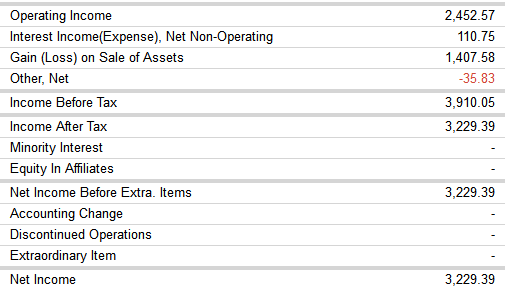 Operating Income 2,452.57
Interest Income(Expense), Net Non-Operating 110.75
Gain (Loss) on Sale of Assets 1,407.58
Other, Net -35.83
Income Before Tax 3,910.05
Income After Tax 3,229.39
Minority Interest -
Equity In Affiliates -
Net Income Before Extra. Items 3,229.39
Accounting Change -
Discontinued Operations -
Extraordinary Item -
Net Income 3,229.39